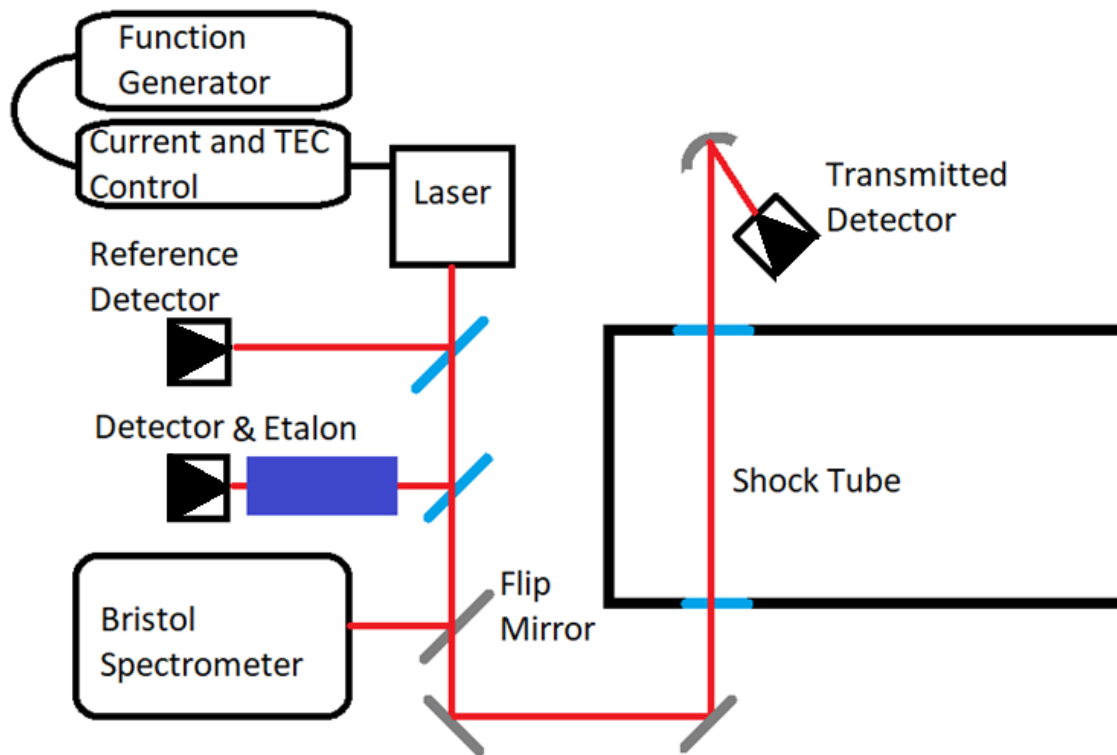 Function
Generator
Current and TEC
Control
Laser
Reference
Detector
Detector & Etalon
Bristol
Spectrometer
Flip
Mirror
Transmitted
Detector
Shock Tube